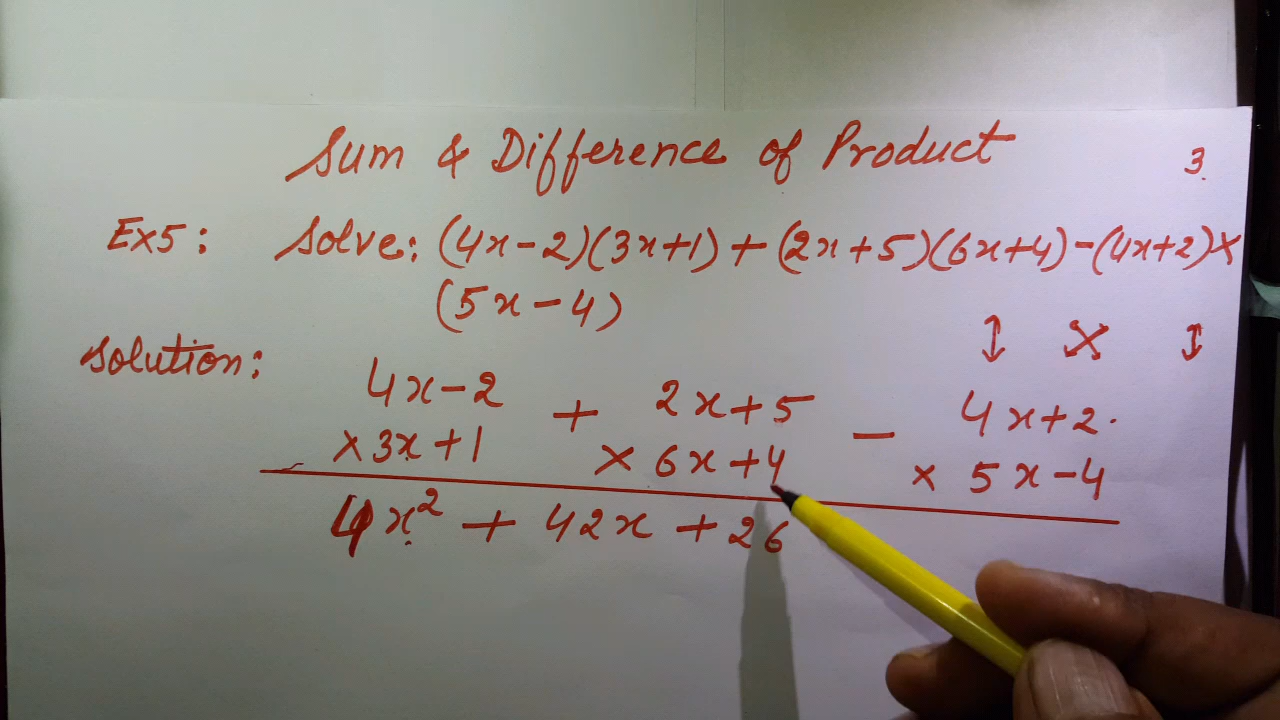 Sum & Difference of Product
3.
Ex5: Solve: (4x-2)(3x+1)+(2x+5)(6x+4)-(4x+2)×
(5x-4)
Solution:
4x-2 + 2x+5 - 4x+2.
×3x+1 × 6x+4 × 5x-4
4x² + 42x + 26